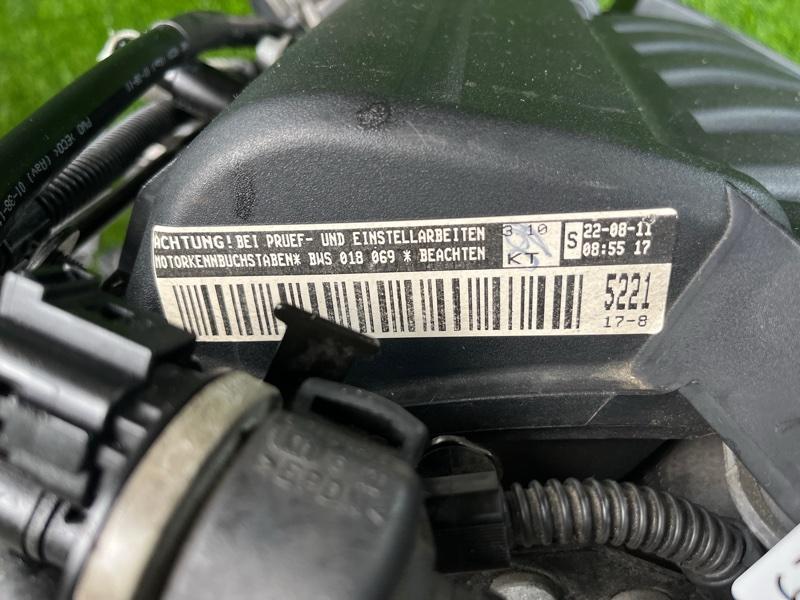 ACHTUNG! BEI PRUEF- UND EINSTELLARBEITEN
MOTORKENNBUCHSTABEN* BWS 018 069 * BEACHTEN
3 10
KT
S
22-08-11
08:55 17
5221
17-8